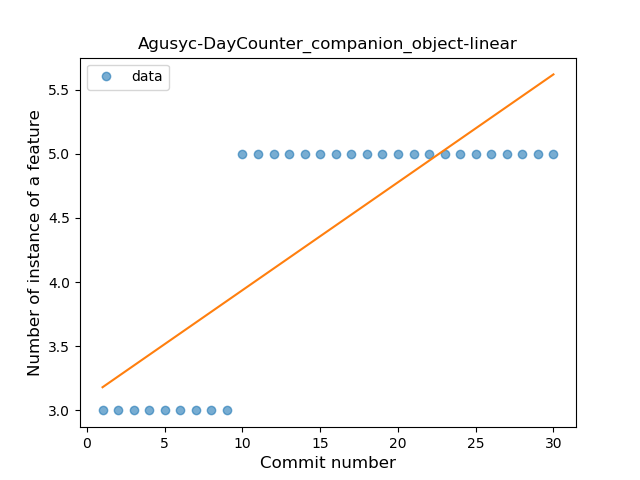 Agusyc-DayCounter_companion_object-linear
data
Number of instance of a feature
5.5
5.0
4.5
4.0
3.5
3.0
0 5 10 15 20 25 30
Commit number